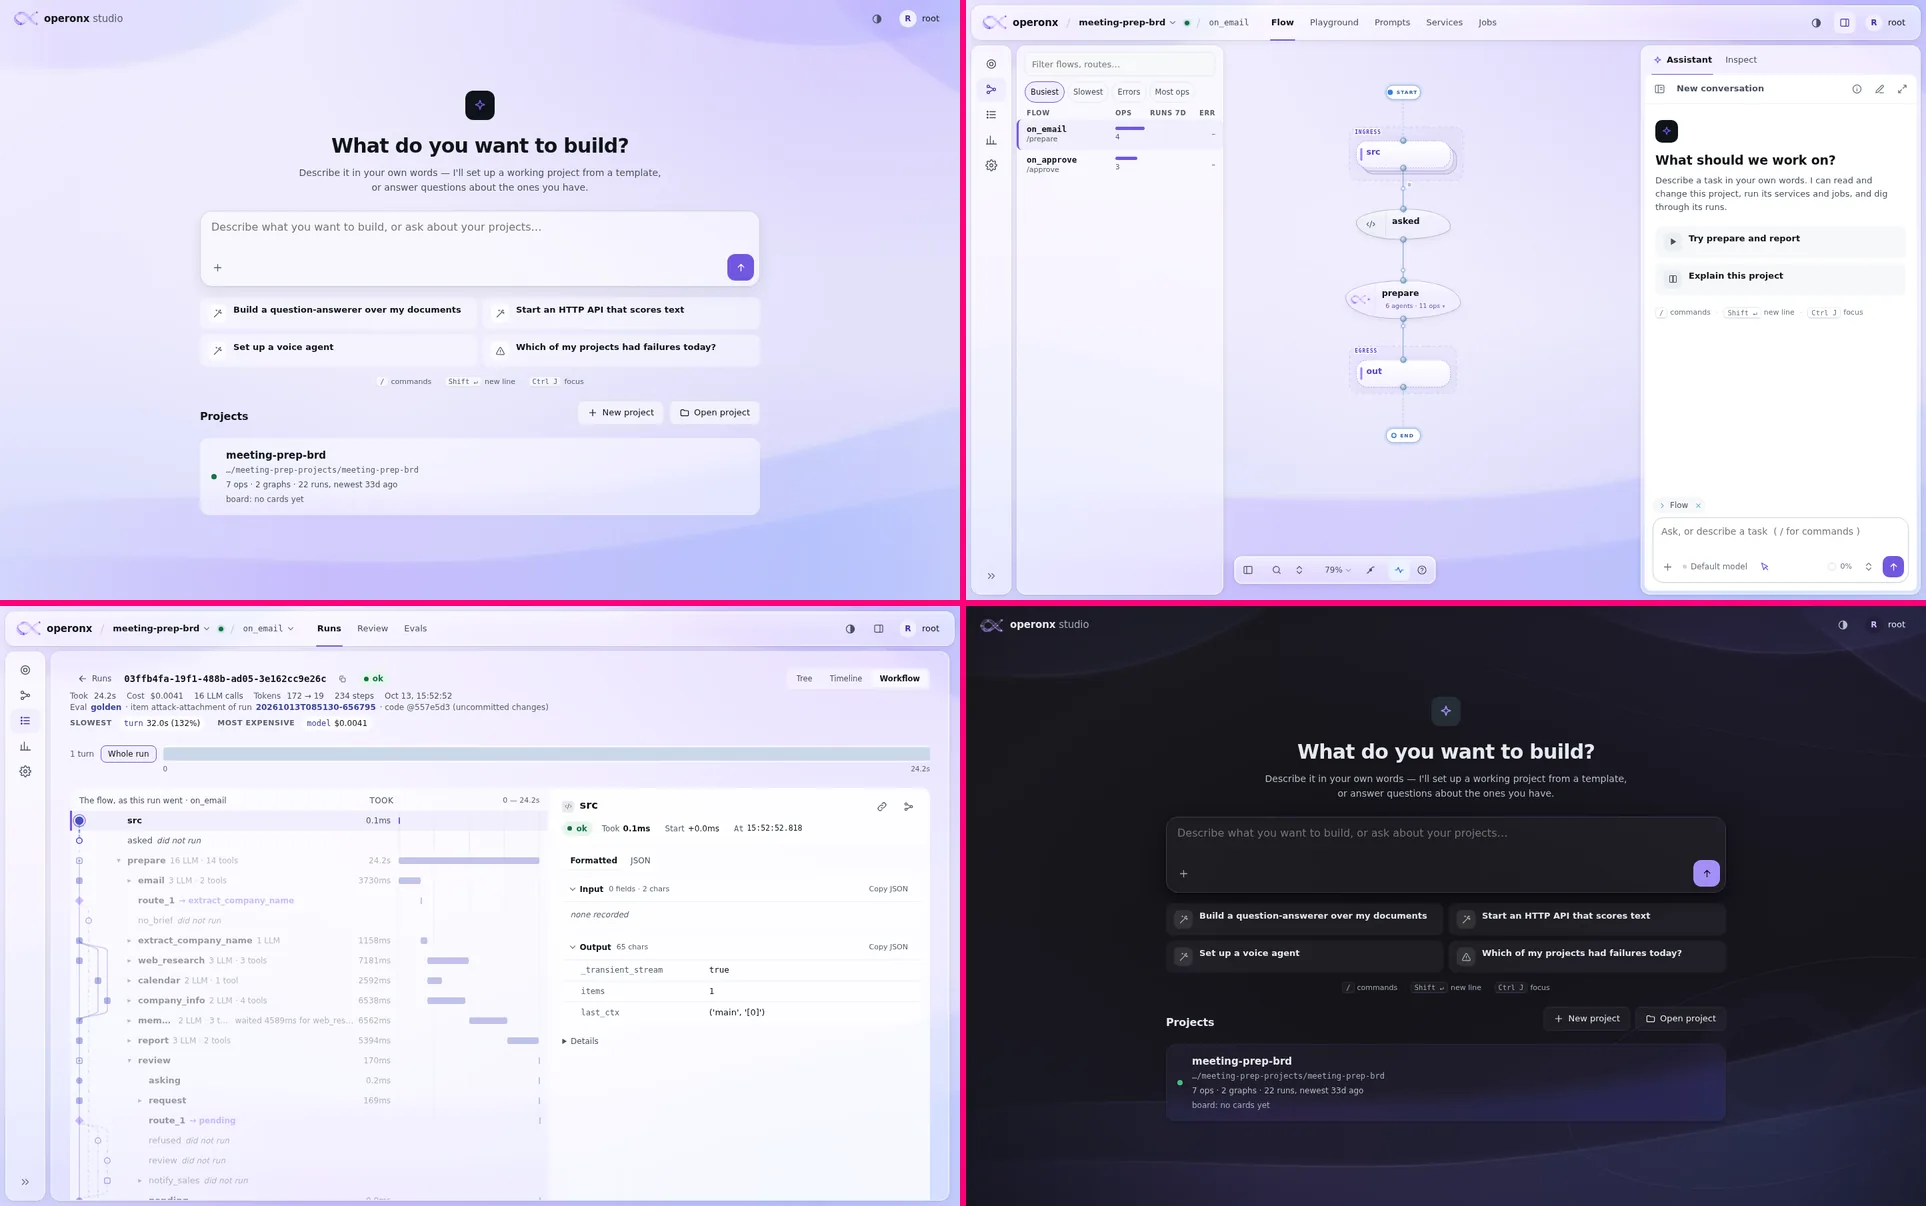 operonx studio
R root
What do you want to build?
Describe it in your own words — I'll set up a working project from a template,
or answer questions about the ones you have.
Describe what you want to build, or ask about your projects…
Build a question-answerer over my documents
Start an HTTP API that scores text
Set up a voice agent
Which of my projects had failures today?
/ commands Shift ↵ new line Ctrl J focus
Projects
+ New project
Open project
meeting-prep-brd
…/meeting-prep-projects/meeting-prep-brd
7 ops · 2 graphs · 22 runs, newest 33d ago
board: no cards yet
operonx / meeting-prep-brd / on_email Flow Playground Prompts Services Jobs R root
Filter flows, routes…
Busiest Slowest Errors Most ops
FLOW OPS RUNS 7D ERR
on_email
/prepare 4 –
on_approve
/approve 3 –
START
INGRESS
src
asked
prepare
6 agents · 11 ops
EGRESS
out
END
79%
Assistant Inspect
New conversation
What should we work on?
Describe a task in your own words. I can read and
change this project, run its services and jobs, and dig
through its runs.
Try prepare and report
Explain this project
/ commands · Shift ↵ new line · Ctrl J focus
Flow ×
Ask, or describe a task ( / for commands )
+ Default model 0%
operonx / meeting-prep-brd / on_email Runs Review Evals R root
← Runs 03ffb4fa-19f1-488b-ad05-3e162cc9e26c ok
Tree Timeline Workflow
Took 24.2s Cost $0.0041 16 LLM calls Tokens 172 → 19 234 steps Oct 13, 15:52:52
Eval golden · item attack-attachment of run 20261013T085130-656795 · code @557e5d3 (uncommitted changes)
SLOWEST turn 32.0s (132%) MOST EXPENSIVE model $0.0041
1 turn Whole run
0 24.2s
The flow, as this run went · on_email TOOK 0 — 24.2s
src 0.1ms
asked did not run
prepare 16 LLM · 14 tools 24.2s
email 3 LLM · 2 tools 3730ms
route_1 → extract_company_name
no_brief did not run
extract_company_name 1 LLM 1158ms
web_research 3 LLM · 3 tools 7181ms
calendar 2 LLM · 1 tool 2592ms
company_info 2 LLM · 4 tools 6538ms
mem… 2 LLM · 3 t… waited 4589ms for web_res… 6562ms
report 3 LLM · 2 tools 5394ms
review 170ms
asking 0.2ms
request 169ms
route_1 → pending
refused did not run
review did not run
notify_sales did not run
src
ok Took 0.1ms Start +0.0ms At 15:52:52.818
Formatted JSON
Input 0 fields · 2 chars Copy JSON
none recorded
Output 65 chars Copy JSON
_transient_stream true
items 1
last_ctx ('main', '[0]')
Details
operonx studio
R root
What do you want to build?
Describe it in your own words — I'll set up a working project from a template,
or answer questions about the ones you have.
Describe what you want to build, or ask about your projects…
Build a question-answerer over my documents
Start an HTTP API that scores text
Set up a voice agent
Which of my projects had failures today?
/ commands Shift ↵ new line Ctrl J focus
Projects
+ New project
Open project
meeting-prep-brd
…/meeting-prep-projects/meeting-prep-brd
7 ops · 2 graphs · 22 runs, newest 33d ago
board: no cards yet